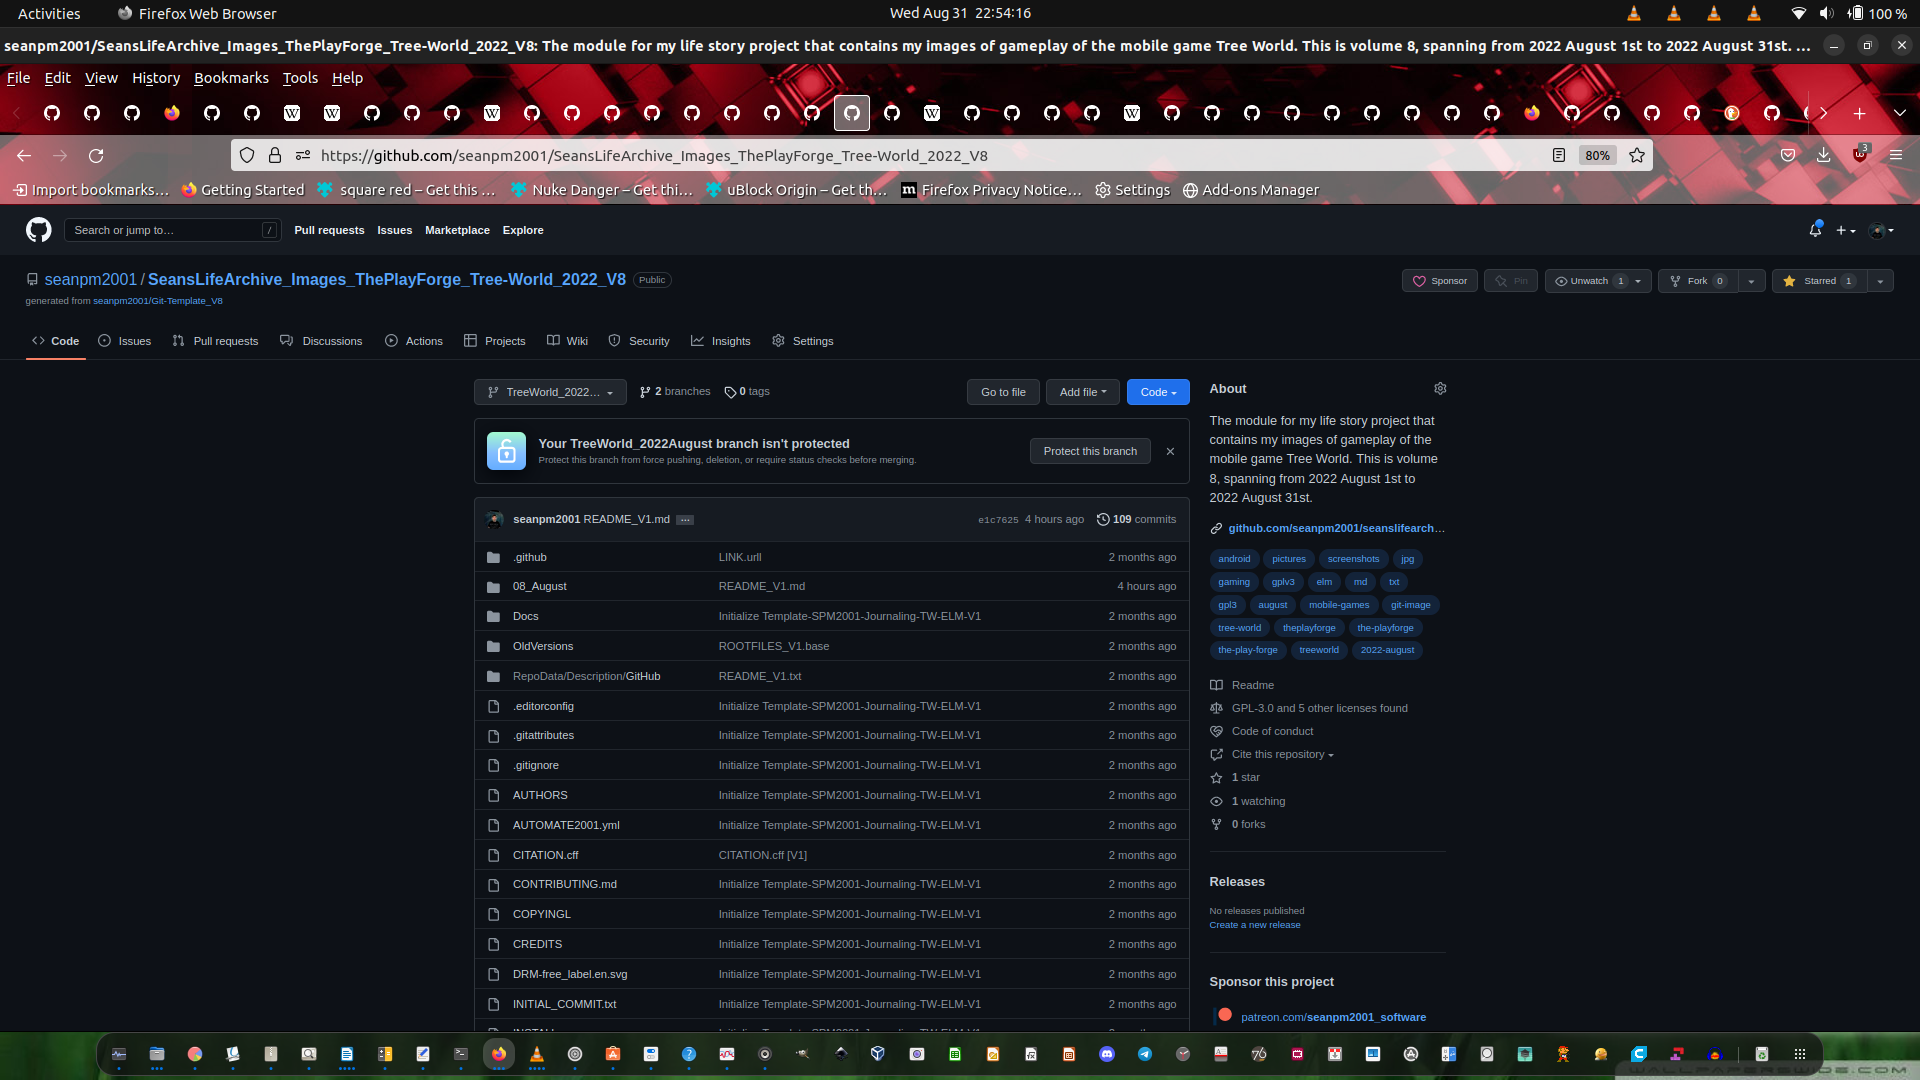 Activities
Firefox Web Browser
Wed Aug 31 22:54:16
100 %
seanpm2001/SeansLifeArchive_Images_ThePlayForge_Tree-World_2022_V8: The module for my life story project that contains my images of gameplay of the mobile game Tree World. This is volume 8, spanning from 2022 August 1st to 2022 August 31st. ...
File Edit View History Bookmarks Tools Help
https://github.com/seanpm2001/SeansLifeArchive_Images_ThePlayForge_Tree-World_2022_V8
80%
3
Import bookmarks...
Getting Started
square red – Get this ...
Nuke Danger – Get thi...
uBlock Origin – Get th...
Firefox Privacy Notice...
Settings
Add-ons Manager
Search or jump to...
/
Pull requests
Issues
Marketplace
Explore
seanpm2001 / SeansLifeArchive_Images_ThePlayForge_Tree-World_2022_V8
Public
Sponsor
Pin
Unwatch 1
Fork 0
Starred 1
generated from seanpm2001/Git-Template_V8
Code
Issues
Pull requests
Discussions
Actions
Projects
Wiki
Security
Insights
Settings
TreeWorld_2022...
2 branches
0 tags
Go to file
Add file
Code
Your TreeWorld_2022August branch isn't protected
Protect this branch from force pushing, deletion, or require status checks before merging.
Protect this branch
seanpm2001 README_V1.md ...
e1c7625 4 hours ago
109 commits
.github LINK.urll 2 months ago
08_August README_V1.md 4 hours ago
Docs Initialize Template-SPM2001-Journaling-TW-ELM-V1 2 months ago
OldVersions ROOTFILES_V1.base 2 months ago
RepoData/Description/GitHub README_V1.txt 2 months ago
.editorconfig Initialize Template-SPM2001-Journaling-TW-ELM-V1 2 months ago
.gitattributes Initialize Template-SPM2001-Journaling-TW-ELM-V1 2 months ago
.gitignore Initialize Template-SPM2001-Journaling-TW-ELM-V1 2 months ago
AUTHORS Initialize Template-SPM2001-Journaling-TW-ELM-V1 2 months ago
AUTOMATE2001.yml Initialize Template-SPM2001-Journaling-TW-ELM-V1 2 months ago
CITATION.cff CITATION.cff [V1] 2 months ago
CONTRIBUTING.md Initialize Template-SPM2001-Journaling-TW-ELM-V1 2 months ago
COPYINGL Initialize Template-SPM2001-Journaling-TW-ELM-V1 2 months ago
CREDITS Initialize Template-SPM2001-Journaling-TW-ELM-V1 2 months ago
DRM-free_label.en.svg Initialize Template-SPM2001-Journaling-TW-ELM-V1 2 months ago
INITIAL_COMMIT.txt Initialize Template-SPM2001-Journaling-TW-ELM-V1 2 months ago
About
The module for my life story project that
contains my images of gameplay of the
mobile game Tree World. This is volume
8, spanning from 2022 August 1st to
2022 August 31st.
github.com/seanpm2001/seanslifearch...
android pictures screenshots jpg
gaming gplv3 elm md txt
gpl3 august mobile-games git-image
tree-world theplayforge the-playforge
the-play-forge treeworld 2022-august
Readme
GPL-3.0 and 5 other licenses found
Code of conduct
Cite this repository
1 star
1 watching
0 forks
Releases
No releases published
Create a new release
Sponsor this project
patreon.com/seanpm2001_software
WALLPAPERSWIDE.COM